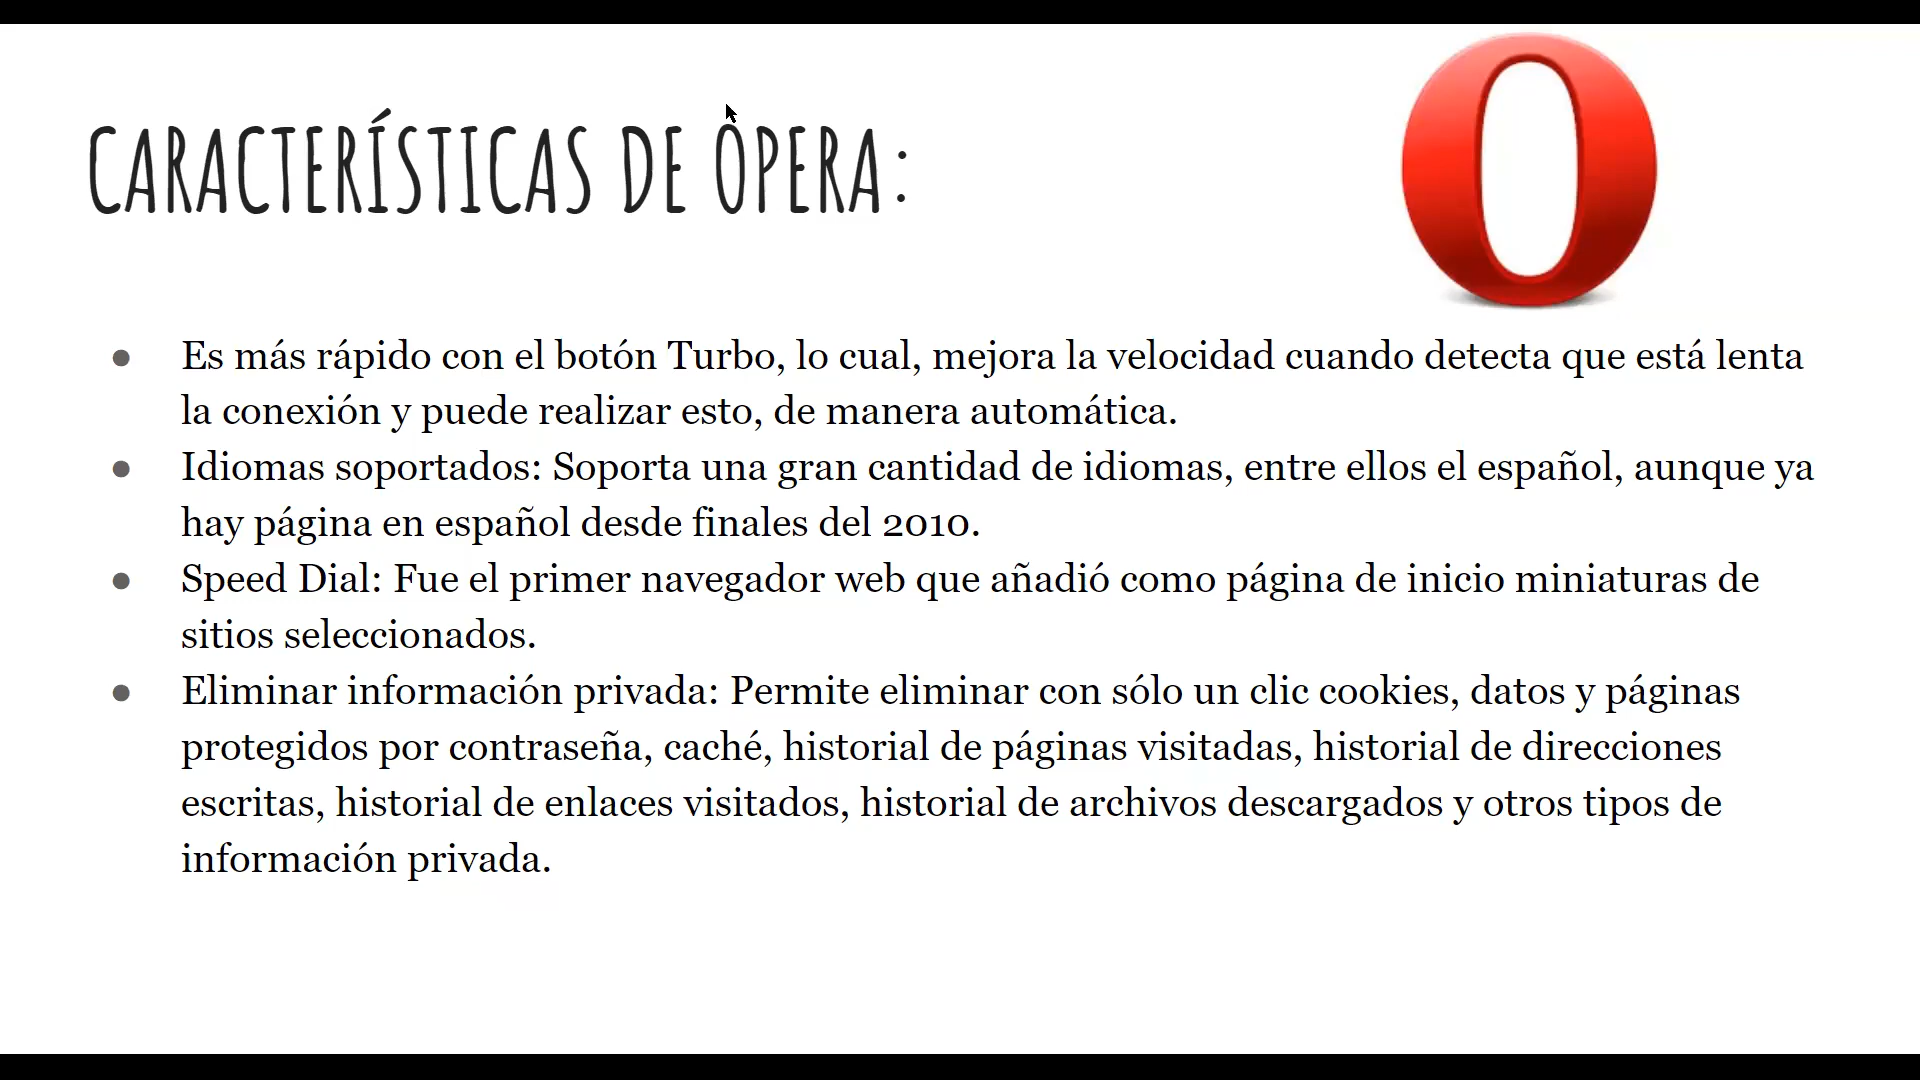 CARACTERÍSTICAS DE OPERA:
● Es más rápido con el botón Turbo, lo cual, mejora la velocidad cuando detecta que está lenta
la conexión y puede realizar esto, de manera automática.
● Idiomas soportados: Soporta una gran cantidad de idiomas, entre ellos el español, aunque ya
hay página en español desde finales del 2010.
● Speed Dial: Fue el primer navegador web que añadió como página de inicio miniaturas de
sitios seleccionados.
● Eliminar información privada: Permite eliminar con sólo un clic cookies, datos y páginas
protegidos por contraseña, caché, historial de páginas visitadas, historial de direcciones
escritas, historial de enlaces visitados, historial de archivos descargados y otros tipos de
información privada.